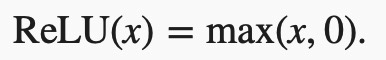 ReLU(x) = max(x, 0).